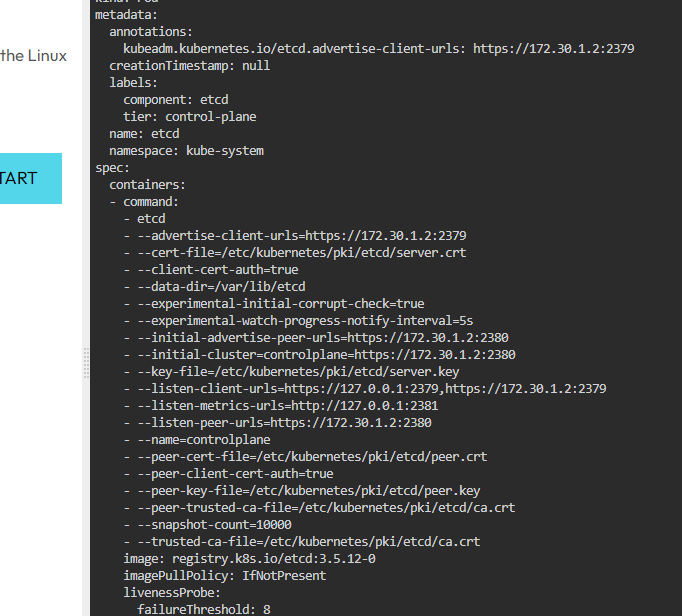 the Linux
TART
metadata:
  annotations:
    kubeadm.kubernetes.io/etcd.advertise-client-urls: https://172.30.1.2:2379
  creationTimestamp: null
  labels:
    component: etcd
    tier: control-plane
  name: etcd
  namespace: kube-system
spec:
  containers:
  - command:
    - etcd
    - --advertise-client-urls=https://172.30.1.2:2379
    - --cert-file=/etc/kubernetes/pki/etcd/server.crt
    - --client-cert-auth=true
    - --data-dir=/var/lib/etcd
    - --experimental-initial-corrupt-check=true
    - --experimental-watch-progress-notify-interval=5s
    - --initial-advertise-peer-urls=https://172.30.1.2:2380
    - --initial-cluster=controlplane=https://172.30.1.2:2380
    - --key-file=/etc/kubernetes/pki/etcd/server.key
    - --listen-client-urls=https://127.0.0.1:2379,https://172.30.1.2:2379
    - --listen-metrics-urls=http://127.0.0.1:2381
    - --listen-peer-urls=https://172.30.1.2:2380
    - --name=controlplane
    - --peer-cert-file=/etc/kubernetes/pki/etcd/peer.crt
    - --peer-client-cert-auth=true
    - --peer-key-file=/etc/kubernetes/pki/etcd/peer.key
    - --peer-trusted-ca-file=/etc/kubernetes/pki/etcd/ca.crt
    - --snapshot-count=10000
    - --trusted-ca-file=/etc/kubernetes/pki/etcd/ca.crt
    image: registry.k8s.io/etcd:3.5.12-0
    imagePullPolicy: IfNotPresent
    livenessProbe:
      failureThreshold: 8